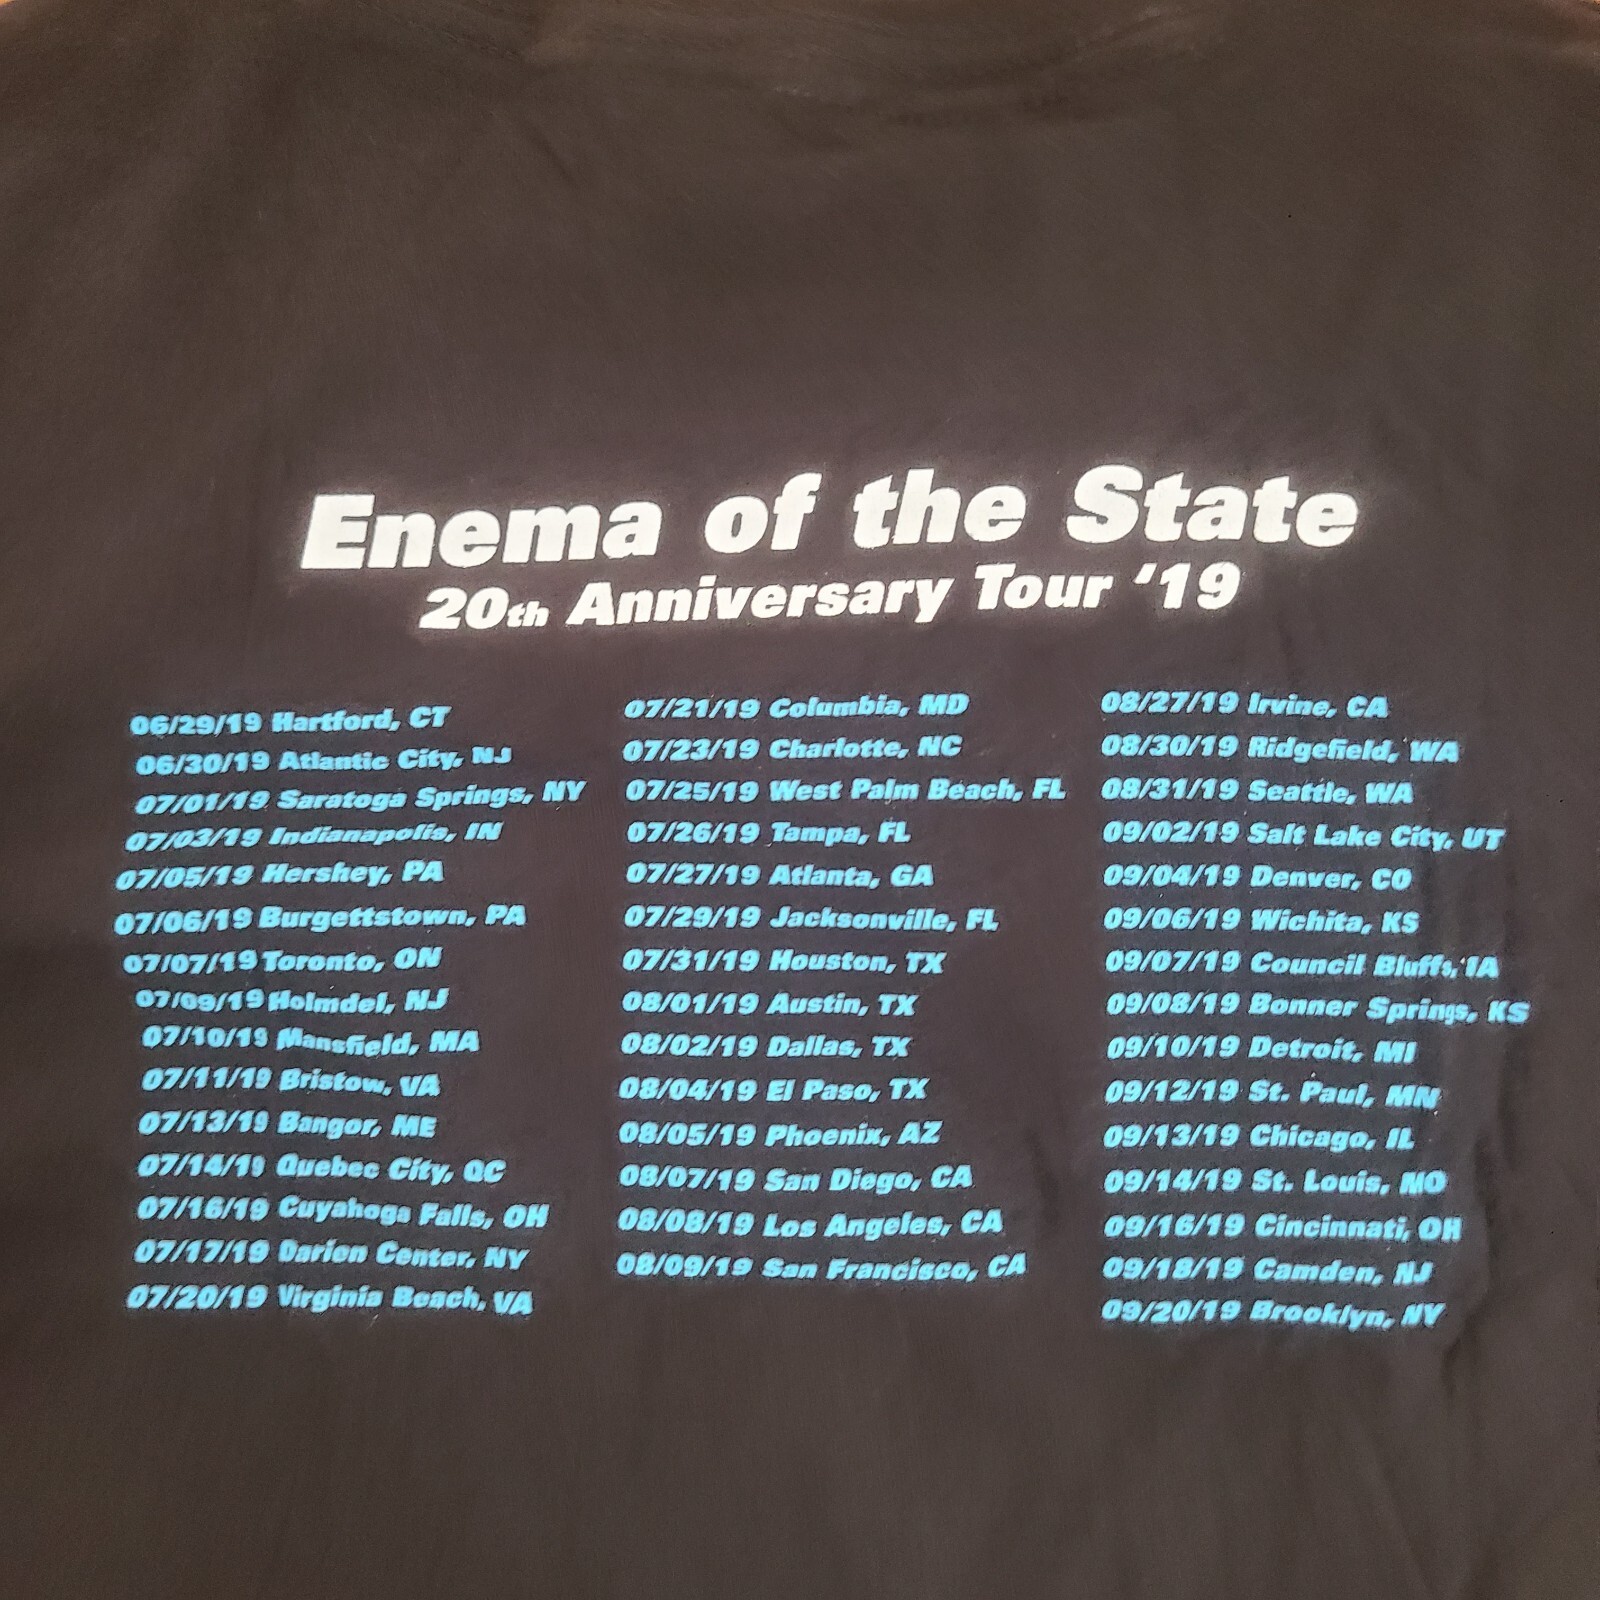 Enema of the State
20th Anniversary Tour '19
06/29/19 Hartford, CT
06/30/19 Atlantic City, NJ
07/01/19 Saratoga Springs, NY
07/03/19 Indianapolis, IN
07/05/19 Hershey, PA
07/06/19 Burgettstown, PA
07/07/19 Toronto, ON
07/09/19 Holmdel, NJ
07/10/19 Mansfield, MA
07/11/19 Bristow, VA
07/13/19 Bangor, ME
07/14/19 Quebec City, QC
07/16/19 Cuyahoga Falls, OH
07/17/19 Darien Center, NY
07/20/19 Virginia Beach, VA
07/21/19 Columbia, MD
07/23/19 Charlotte, NC
07/25/19 West Palm Beach, FL
07/26/19 Tampa, FL
07/27/19 Atlanta, GA
07/29/19 Jacksonville, FL
07/31/19 Houston, TX
08/01/19 Austin, TX
08/02/19 Dallas, TX
08/04/19 El Paso, TX
08/05/19 Phoenix, AZ
08/07/19 San Diego, CA
08/08/19 Los Angeles, CA
08/09/19 San Francisco, CA
08/27/19 Irvine, CA
08/30/19 Ridgefield, WA
08/31/19 Seattle, WA
09/02/19 Salt Lake City, UT
09/04/19 Denver, CO
09/06/19 Wichita, KS
09/07/19 Council Bluffs, IA
09/08/19 Bonner Springs, KS
09/10/19 Detroit, MI
09/12/19 St. Paul, MN
09/13/19 Chicago, IL
09/14/19 St. Louis, MO
09/16/19 Cincinnati, OH
09/18/19 Camden, NJ
09/20/19 Brooklyn, NY